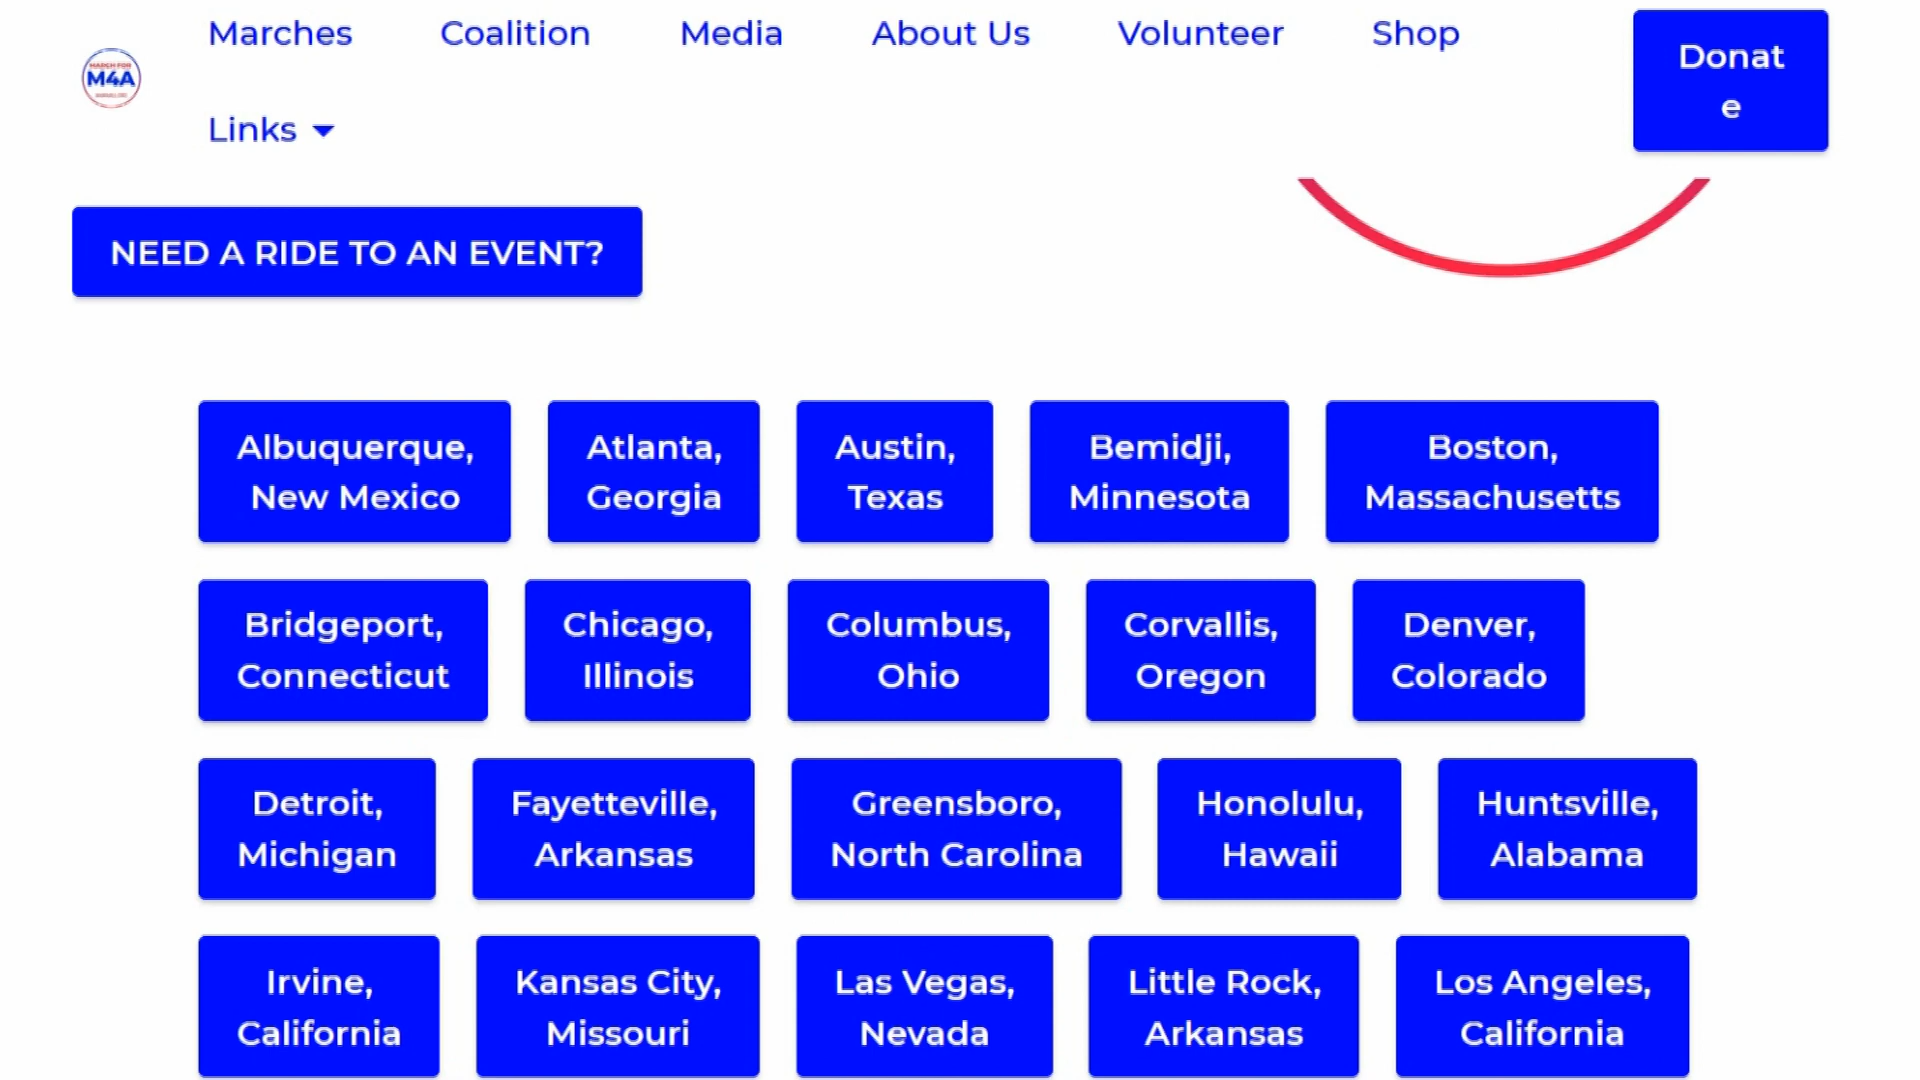 Marches Coalition Media About Us Volunteer Shop
Donat
e
MARCH FOR
M4A
Links
NEED A RIDE TO AN EVENT?
Albuquerque,
New Mexico
Atlanta,
Georgia
Austin,
Texas
Bemidji,
Minnesota
Boston,
Massachusetts
Bridgeport,
Connecticut
Chicago,
Illinois
Columbus,
Ohio
Corvallis,
Oregon
Denver,
Colorado
Detroit,
Michigan
Fayetteville,
Arkansas
Greensboro,
North Carolina
Honolulu,
Hawaii
Huntsville,
Alabama
Irvine,
California
Kansas City,
Missouri
Las Vegas,
Nevada
Little Rock,
Arkansas
Los Angeles,
California